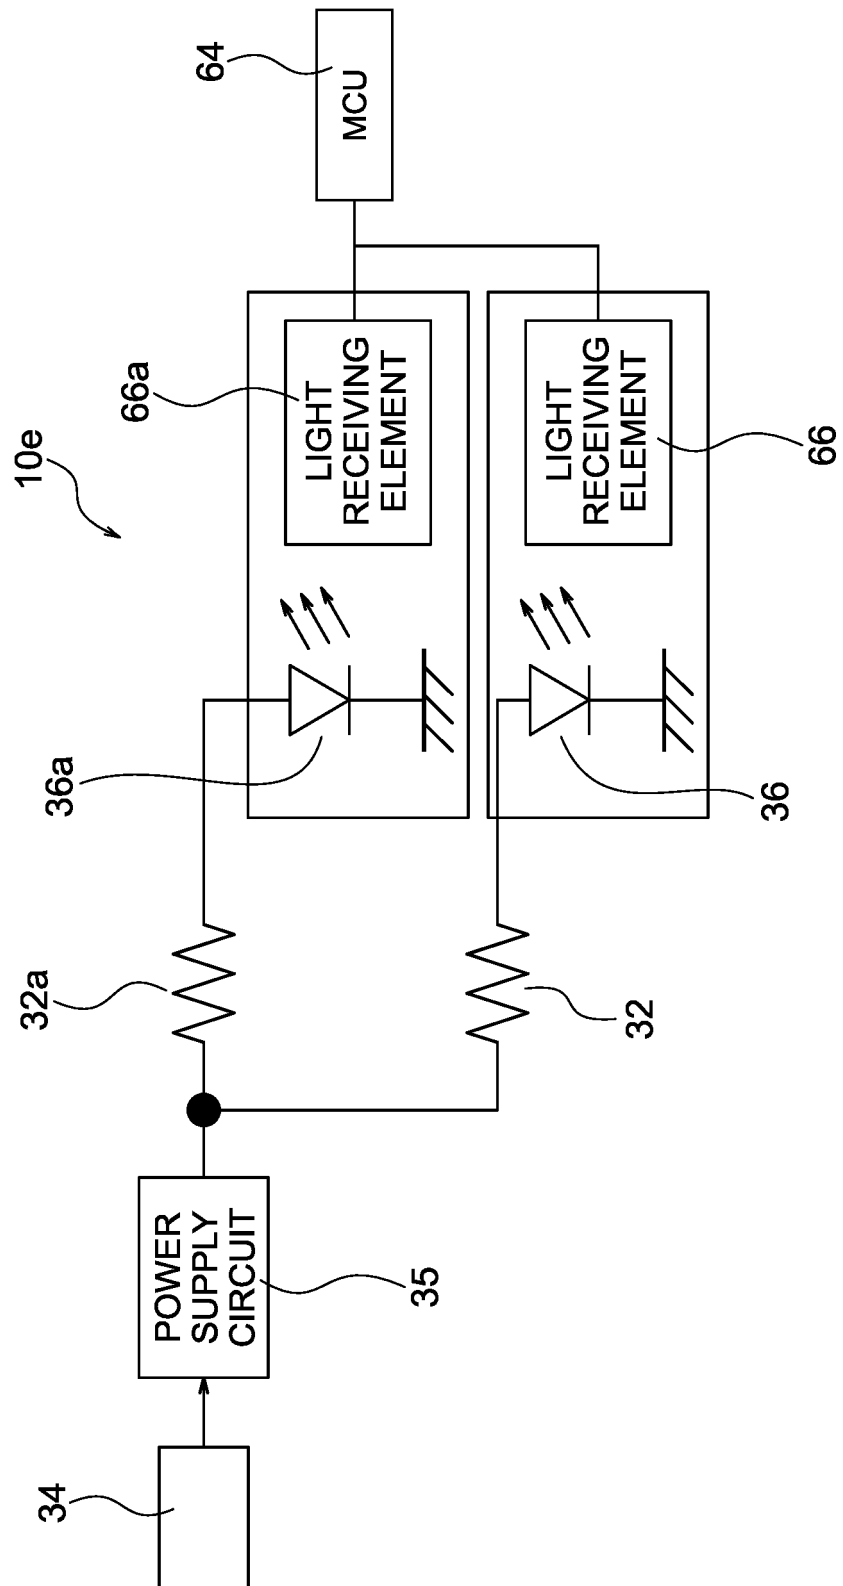 10e
34
POWER
SUPPLY
CIRCUIT
35
32a
32
36a
36
66a
LIGHT
RECEIVING
ELEMENT
LIGHT
RECEIVING
ELEMENT
66
64
MCU